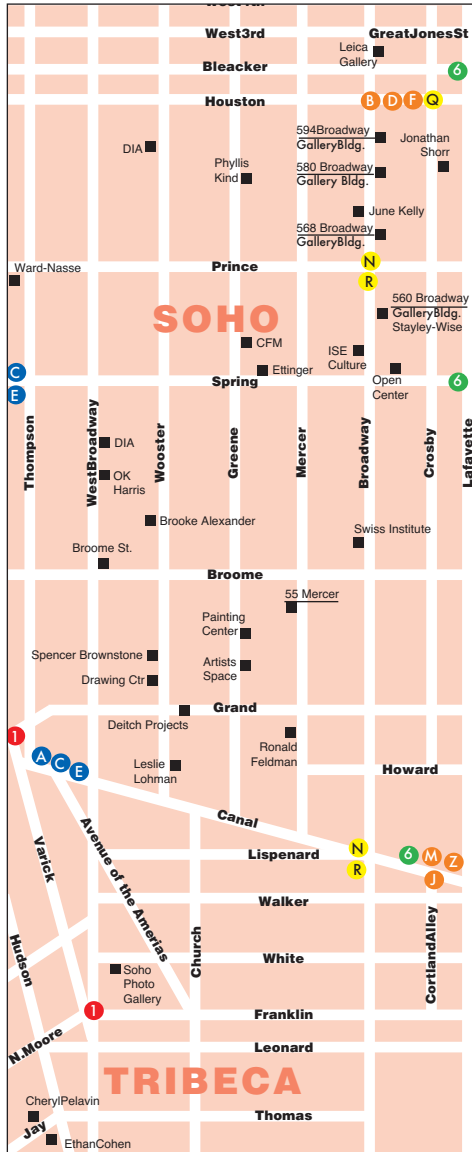 West3rd
GreatJonesSt
Leica
Gallery
Bleacker
6
Houston
B D F Q
594Broadway
GalleryBldg.
DIA
Jonathan
Shorr
Phyllis
Kind
580 Broadway
Gallery Bldg.
June Kelly
568 Broadway
GalleryBldg.
Ward-Nasse
Prince
N
R
560 Broadway
GalleryBldg.
Stayley-Wise
SOHO
CFM
ISE
Culture
Ettinger
Open
Center
C
E
Spring
6
Thompson
WestBroadway
Wooster
Greene
Mercer
Broadway
Crosby
Lafayette
DIA
OK
Harris
Brooke Alexander
Swiss Institute
Broome St.
Broome
55 Mercer
Painting
Center
Spencer Brownstone
Artists
Space
Drawing Ctr
Grand
Deitch Projects
1
A C E
Leslie
Lohman
Ronald
Feldman
Howard
Canal
Varick
Avenue of the Amerias
Lispenard
N
R
6 M Z
J
Walker
Hudson
Church
White
CortlandAlley
Soho
Photo
Gallery
1
Franklin
N.Moore
Leonard
TRIBECA
CherylPelavin
Thomas
Jay
EthanCohen